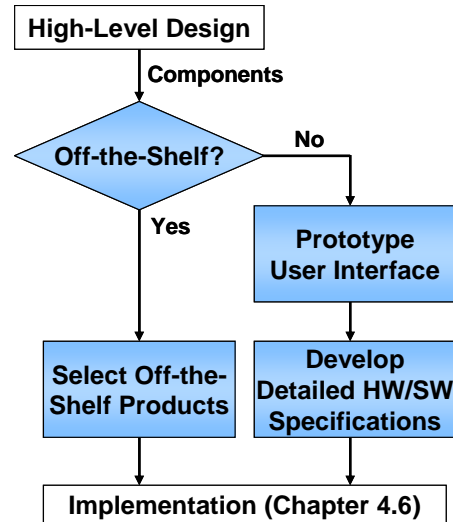 High-Level Design
Components
Off-the-Shelf?
No
Yes
Prototype
User Interface
Select Off-the-
Shelf Products
Develop
Detailed HW/SW
Specifications
Implementation (Chapter 4.6)